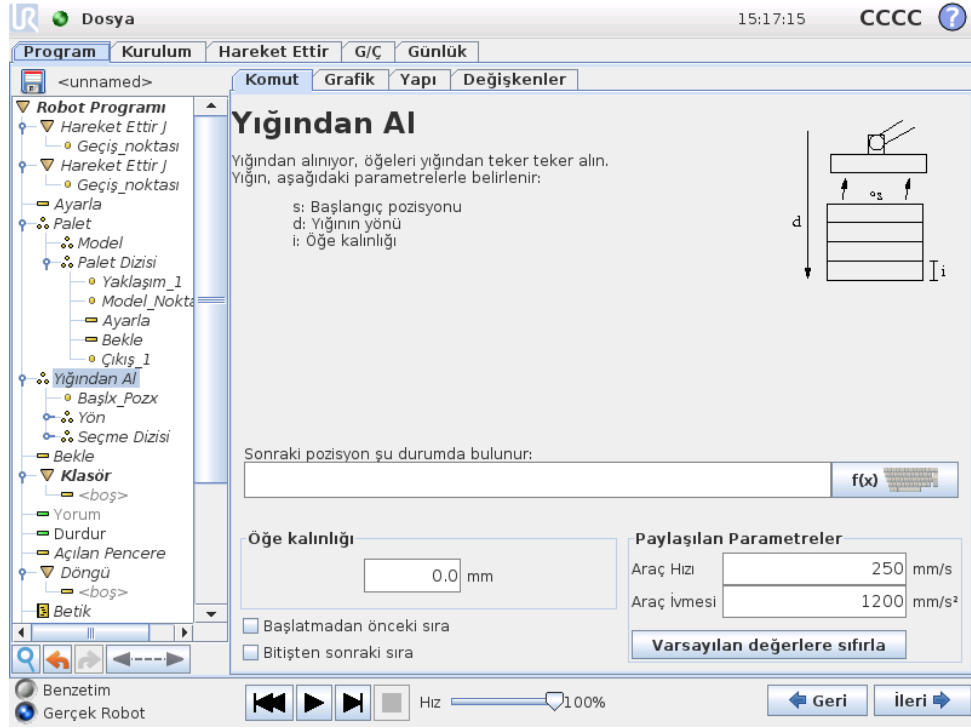 UR
Dosya
15:17:15
CCCC
?
Program
Kurulum
Hareket Ettir
G/Ç
Günlük
<unnamed>
Komut
Grafik
Yapı
Değişkenler
Robot Programı
Hareket Ettir J
Geçiş_noktası
Hareket Ettir J
Geçiş_noktası
Ayarla
Palet
Model
Palet Dizisi
Yaklaşım_1
Model_Nokta
Ayarla
Bekle
Çıkış_1
Yığından Al
Başlx_Pozx
Yön
Seçme Dizisi
Bekle
Klasör
<boş>
Yorum
Durdur
Açılan Pencere
Döngü
<boş>
Betik
Yığından Al
Yığından alınıyor, öğeleri yığından teker teker alın.
Yığın, aşağıdaki parametrelerle belirlenir:
s: Başlangıç pozisyonu
d: Yığının yönü
i: Öğe kalınlığı
s
d
i
Sonraki pozisyon şu durumda bulunur:
f(x)
Öğe kalınlığı
0.0 mm
Başlatmadan önceki sıra
Bitişten sonraki sıra
Paylaşılan Parametreler
Araç Hızı 250 mm/s
Araç İvmesi 1200 mm/s²
Varsayılan değerlere sıfırla
Benzetim
Gerçek Robot
Hız 100%
Geri
İleri